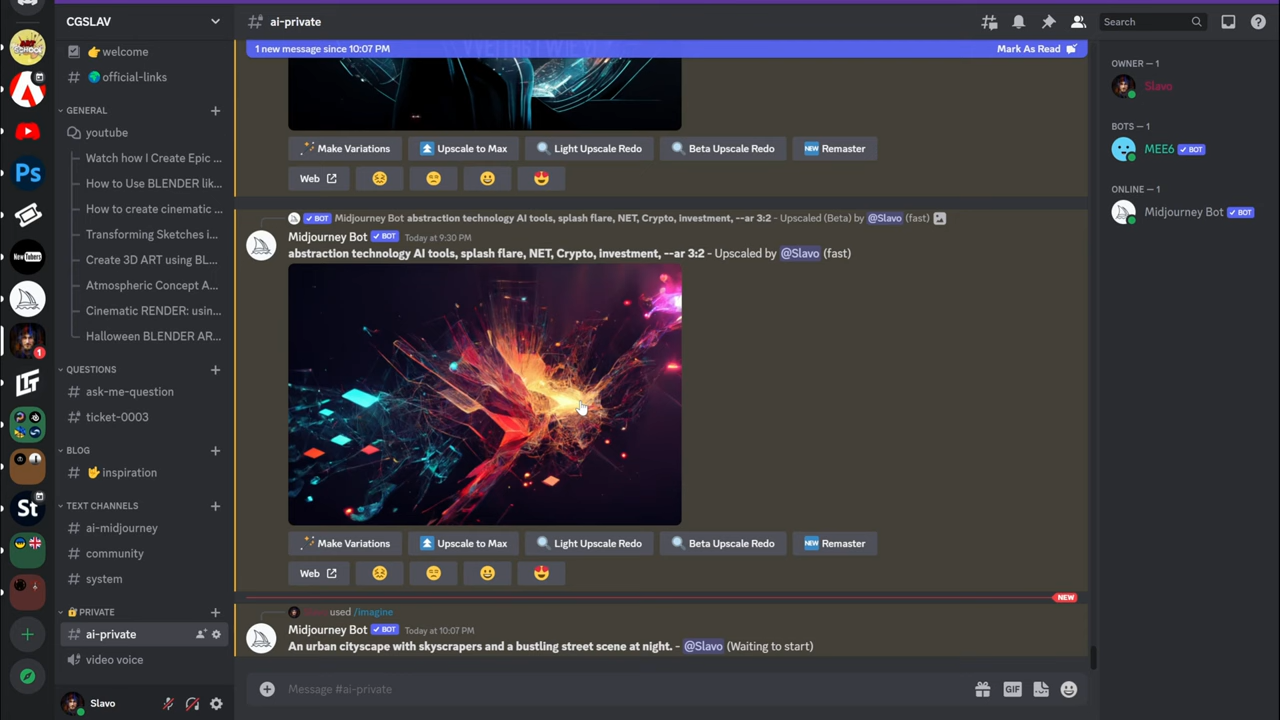 CGSLAV
ai-private
Search
1 new message since 10:07 PM
Mark As Read
👉 welcome
🌎 official-links
GENERAL
youtube
Watch how I Create Epic ...
How to Use BLENDER lik...
How to create cinematic ...
Transforming Sketches i...
Create 3D ART using BL...
Atmospheric Concept A...
Cinematic RENDER: usin...
Halloween BLENDER AR...
QUESTIONS
ask-me-question
ticket-0003
BLOG
inspiration
TEXT CHANNELS
ai-midjourney
community
system
PRIVATE
ai-private
video voice
Slavo
Make Variations
Upscale to Max
Light Upscale Redo
Beta Upscale Redo
NEW Remaster
Web
BOT Midjourney Bot abstraction technology AI tools, splash flare, NET, Crypto, investment, --ar 3:2 - Upscaled (Beta) by @Slavo (fast)
Midjourney Bot BOT Today at 9:30 PM
abstraction technology AI tools, splash flare, NET, Crypto, investment, --ar 3:2 - Upscaled by @Slavo (fast)
Make Variations
Upscale to Max
Light Upscale Redo
Beta Upscale Redo
NEW Remaster
Web
NEW
used /imagine
Midjourney Bot BOT Today at 10:07 PM
An urban cityscape with skyscrapers and a bustling street scene at night. - @Slavo (Waiting to start)
Message #ai-private
GIF
OWNER — 1
Slavo
BOTS — 1
MEE6 BOT
ONLINE — 1
Midjourney Bot BOT
New Tubers
Ps
St
1